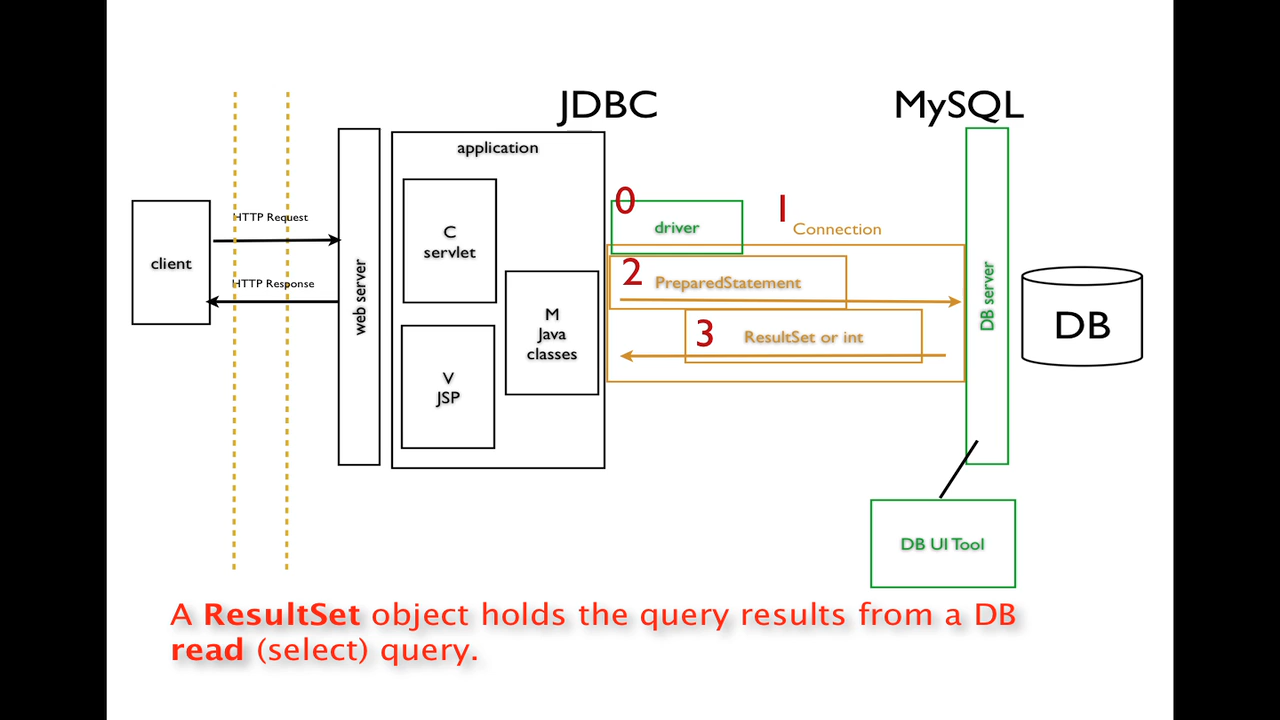 JDBC
MySQL
application
client
HTTP Request
HTTP Response
web server
C
servlet
M
Java
classes
V
JSP
0
driver
1
Connection
2
PreparedStatement
3
ResultSet or int
DB server
DB
DB UI Tool
A ResultSet object holds the query results from a DB
read (select) query.